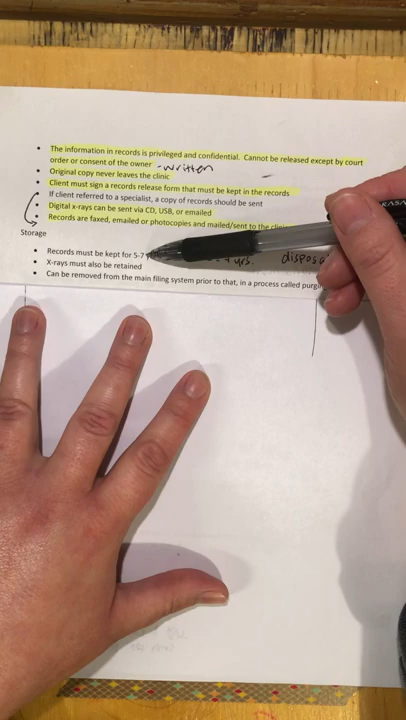 The information in records is privileged and confidential. Cannot be released except by court
order or consent of the owner -written
Original copy never leaves the clinic
Client must sign a records release form that must be kept in the records
If client referred to a specialist, a copy of records should be sent
Digital x-rays can be sent via CD, USB, or emailed
Records are faxed, emailed or photocopies and mailed/sent to the
Storage
Records must be kept for 5-7 yrs. dispos
X-rays must also be retained
Can be removed from the main filing system prior to that, in a process called purg